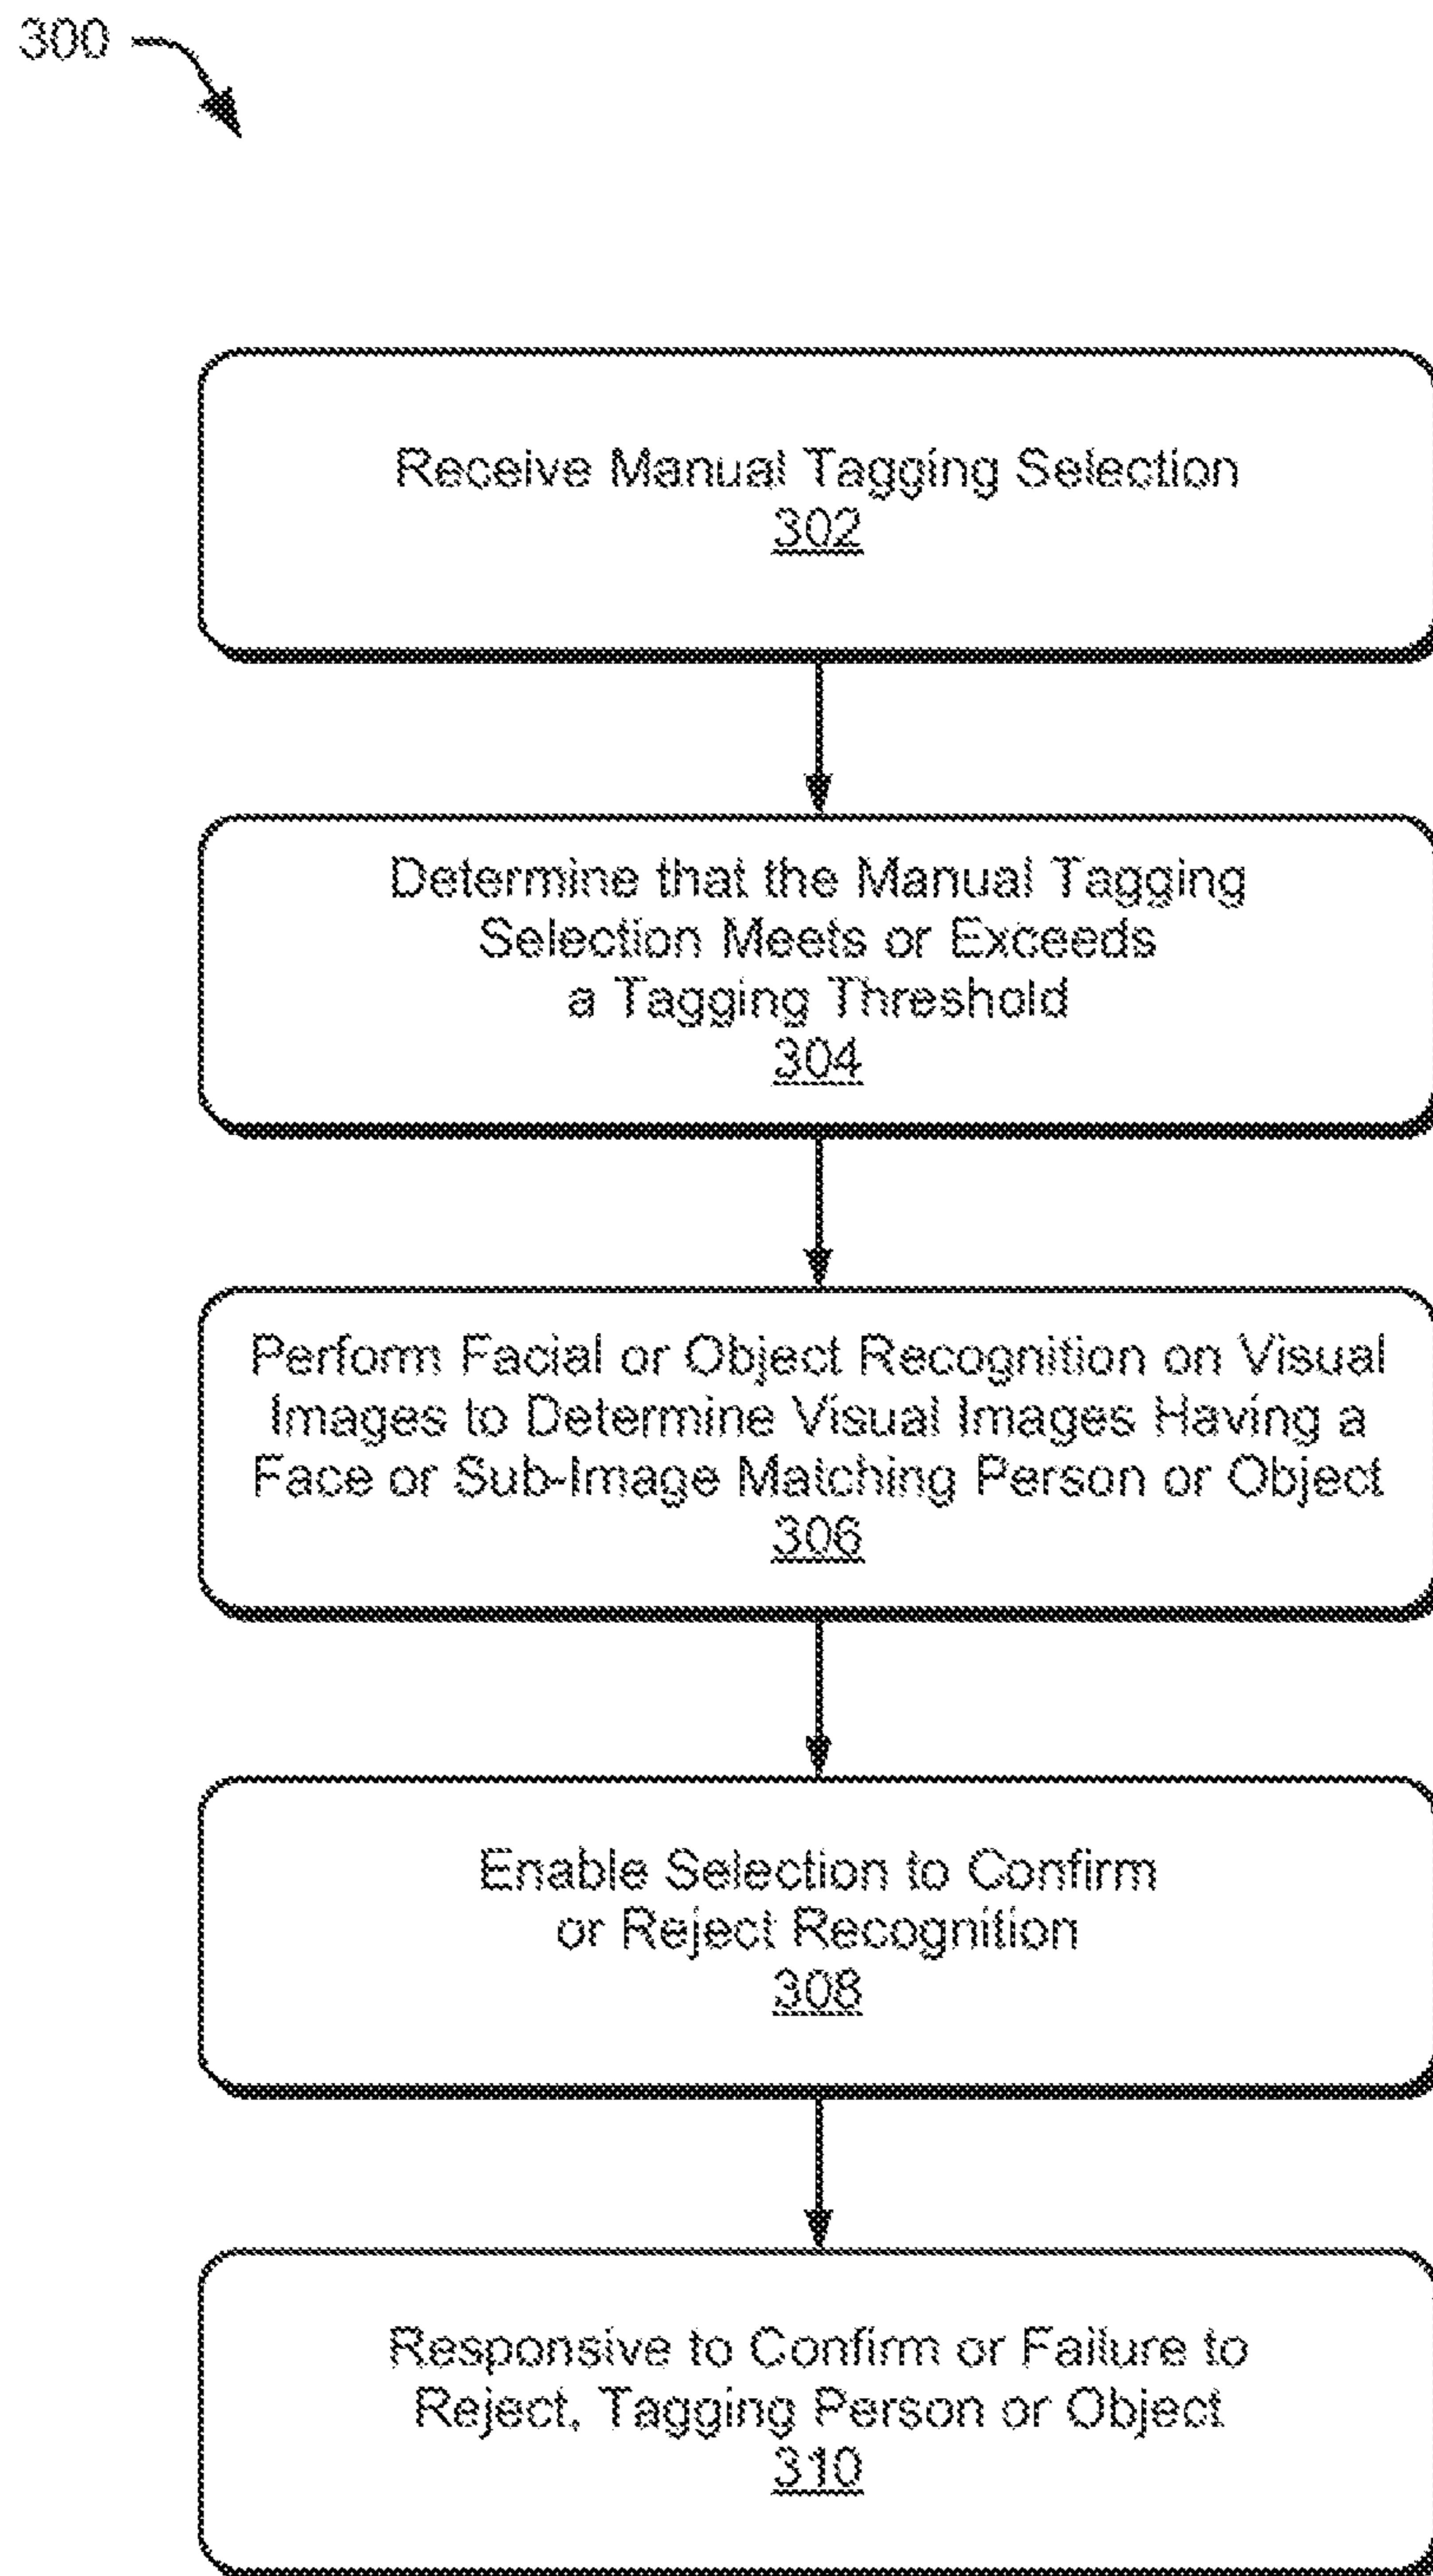 300
Receive Manual Tagging Selection
302
Determine that the Manual Tagging
Selection Meets or Exceeds
a Tagging Threshold
304
Perform Facial or Object Recognition on Visual
Images to Determine Visual Images Having a
Face or Sub-Image Matching Person or Object
306
Enable Selection to Confirm
or Reject Recognition
308
Responsive to Confirm or Failure to
Reject, Tagging Person or Object
310